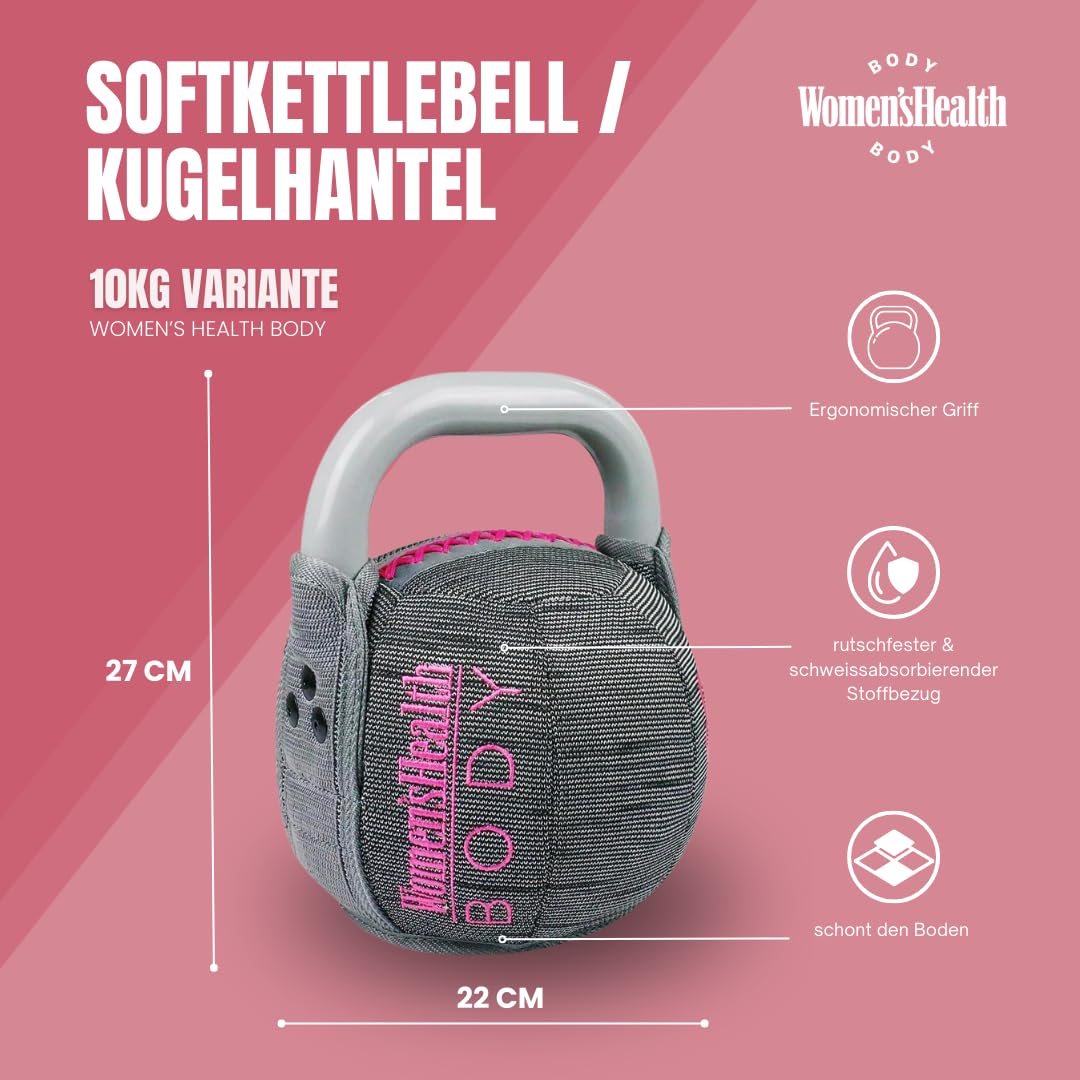 SOFTKETTLEBELL /
KUGELHANTEL
BODY
Women'sHealth
BODY
10KG VARIANTE
WOMEN’S HEALTH BODY
Ergonomischer Griff
rutschfester &
schweissabsorbierender
Stoffbezug
27 CM
Women'sHealth
BODY
schont den Boden
22 CM